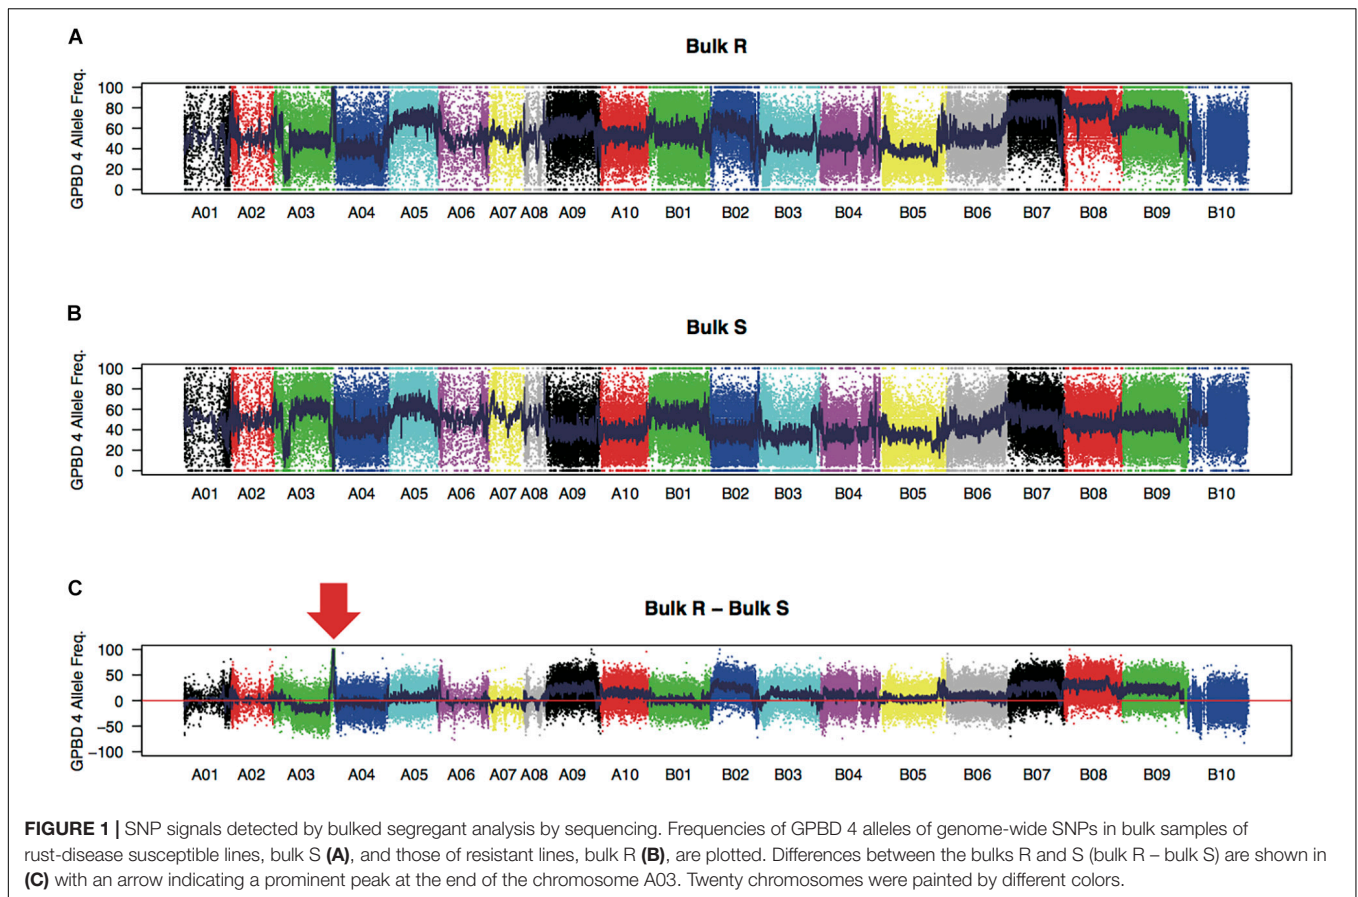 A
Bulk R
GPBD 4 Allele Freq.
100
80
60
40
20
0
A01 A02 A03 A04 A05 A06 A07 A08 A09 A10 B01 B02 B03 B04 B05 B06 B07 B08 B09 B10
B
Bulk S
GPBD 4 Allele Freq.
100
80
60
40
20
0
A01 A02 A03 A04 A05 A06 A07 A08 A09 A10 B01 B02 B03 B04 B05 B06 B07 B08 B09 B10
C
Bulk R – Bulk S
GPBD 4 Allele Freq.
100
50
0
−50
−100
A01 A02 A03 A04 A05 A06 A07 A08 A09 A10 B01 B02 B03 B04 B05 B06 B07 B08 B09 B10
FIGURE 1 | SNP signals detected by bulked segregant analysis by sequencing. Frequencies of GPBD 4 alleles of genome-wide SNPs in bulk samples of
rust-disease susceptible lines, bulk S (A), and those of resistant lines, bulk R (B), are plotted. Differences between the bulks R and S (bulk R – bulk S) are shown in
(C) with an arrow indicating a prominent peak at the end of the chromosome A03. Twenty chromosomes were painted by different colors.